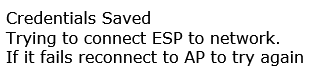 Credentials Saved
Trying to connect ESP to network.
If it fails reconnect to AP to try again